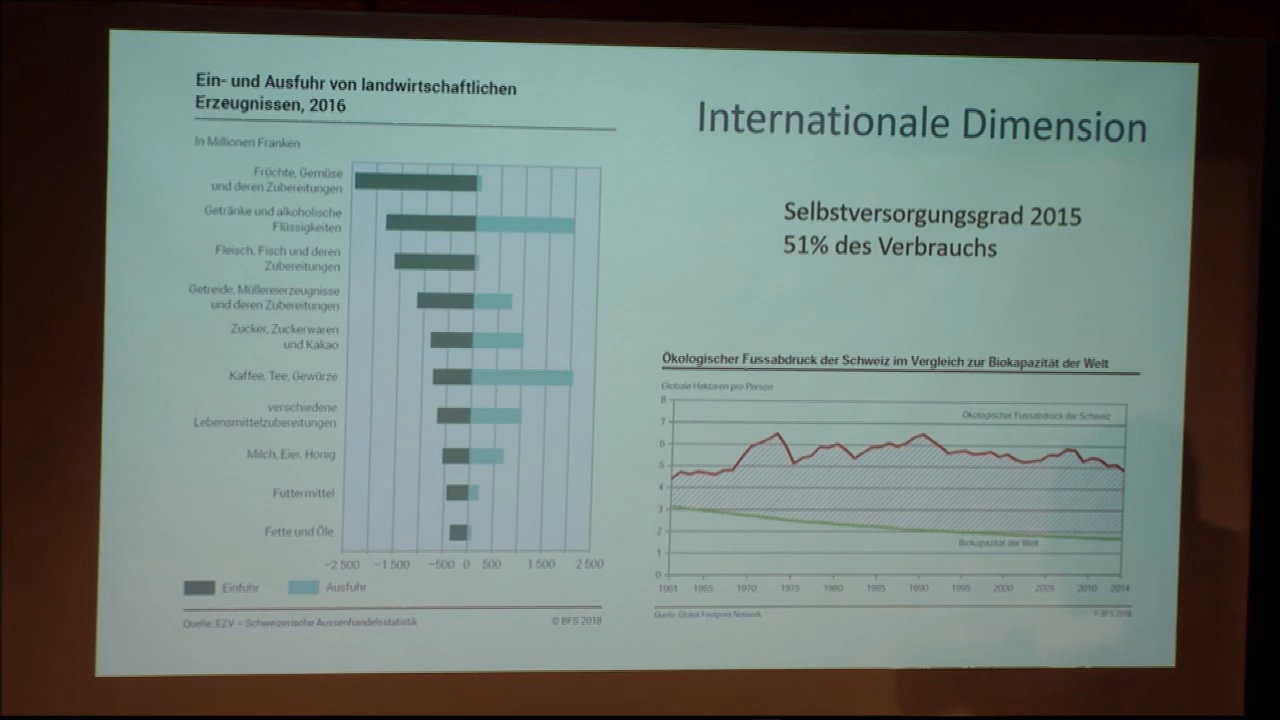 Ein- und Ausfuhr von landwirtschaftlichen
Erzeugnissen, 2016
In Millionen Franken
Früchte, Gemüse
und deren Zubereitungen
Getränke und alkoholische
Flüssigkeiten
Fleisch, Fisch und deren
Zubereitungen
Getreide, Müllereierzeugnisse
und deren Zubereitungen
Zucker, Zuckerwaren
und Kakao
Kaffee, Tee, Gewürze
verschiedene
Lebensmittelzubereitungen
Milch, Eier, Honig
Futtermittel
Fette und Öle
−2 500 −1 500 −500 0 500 1 500 2 500
Einfuhr Ausfuhr
Quelle: EZV – Schweizerische Aussenhandelsstatistik © BFS 2018
Internationale Dimension
Selbstversorgungsgrad 2015
51% des Verbrauchs
Ökologischer Fussabdruck der Schweiz im Vergleich zur Biokapazität der Welt
Globale Hektaren pro Person
8
Ökologischer Fussabdruck der Schweiz
7
6
5
4
3
2
Biokapazität der Welt
1
0
1961 1965 1970 1975 1980 1985 1990 1995 2000 2005 2010 2014
Quelle: Global Footprint Network © BFS 2018